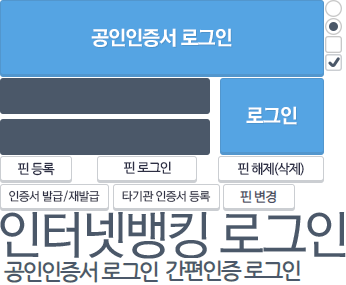 공인인증서 로그인
로그인
핀 등록 핀 로그인 핀 해제(삭제)
인증서 발급/재발급 타기관 인증서 등록 핀 변경
인터넷뱅킹 로그인
공인인증서 로그인 간편인증 로그인